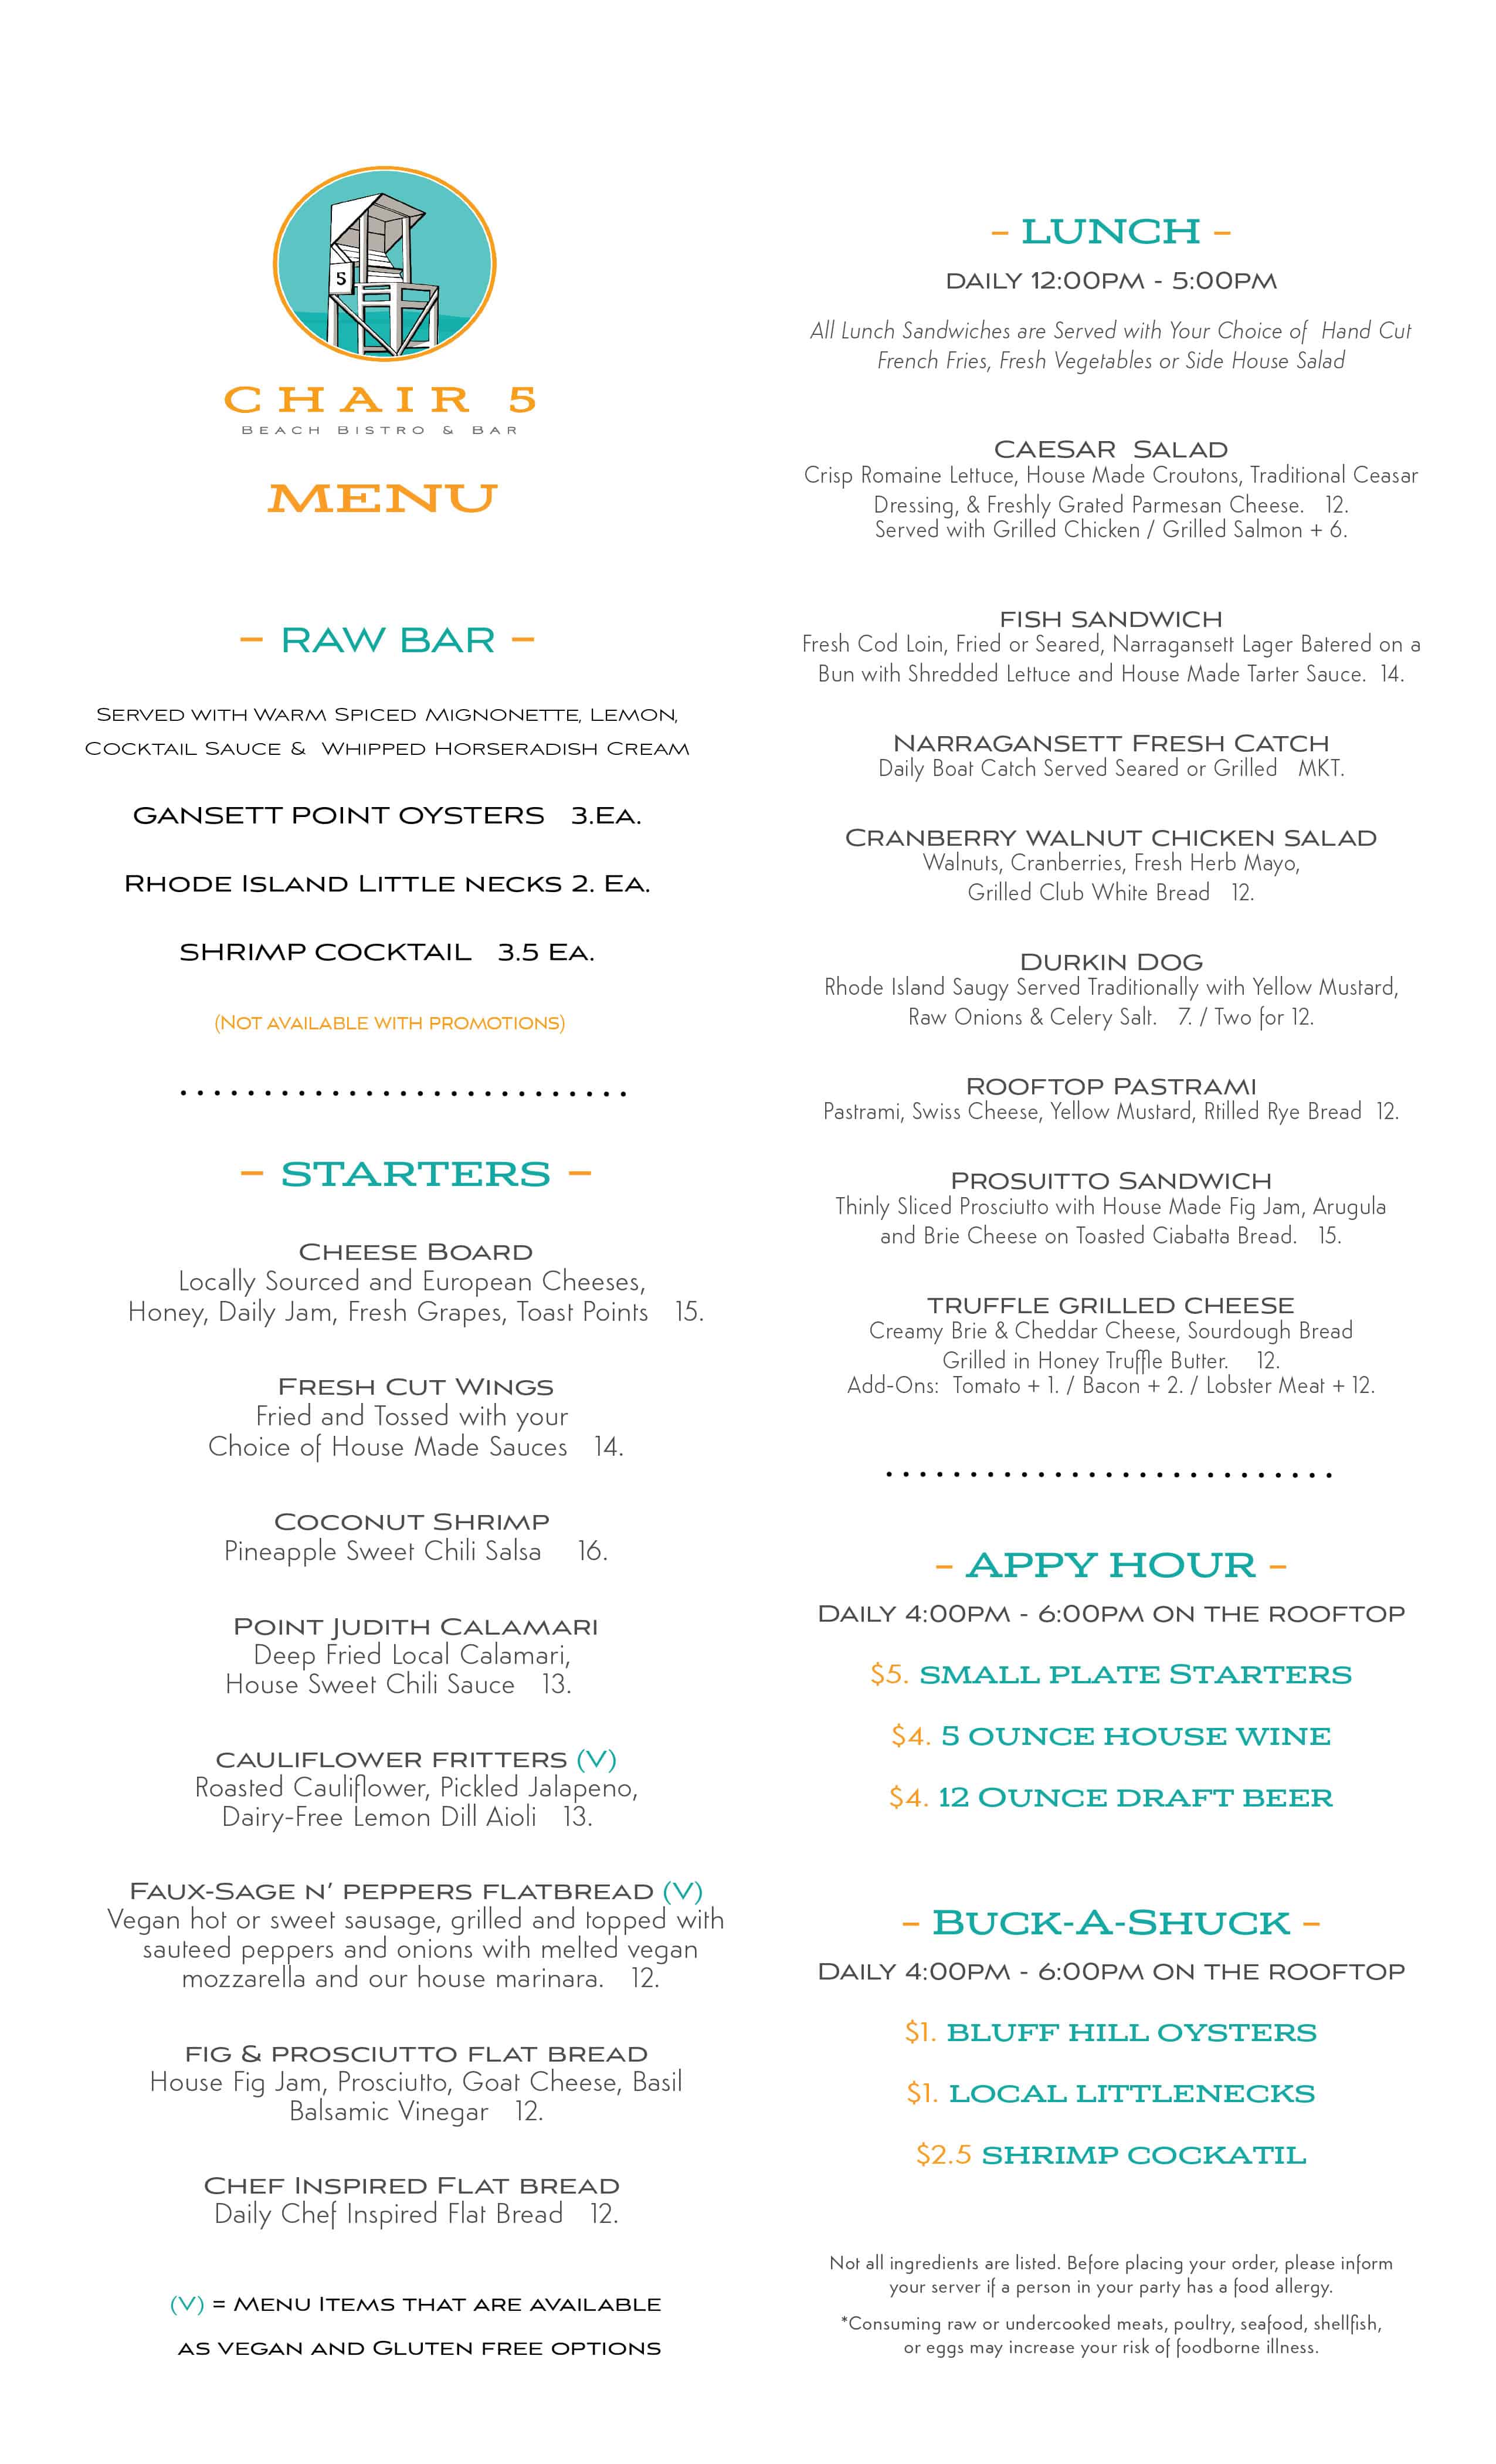 5
CHAIR 5
BEACH BISTRO & BAR
MENU
– RAW BAR –
SERVED WITH WARM SPICED MIGNONETTE, LEMON,
COCKTAIL SAUCE & WHIPPED HORSERADISH CREAM
GANSETT POINT OYSTERS 3.EA.
RHODE ISLAND LITTLE NECKS 2. EA.
SHRIMP COCKTAIL 3.5 EA.
(NOT AVAILABLE WITH PROMOTIONS)
– STARTERS –
CHEESE BOARD
Locally Sourced and European Cheeses,
Honey, Daily Jam, Fresh Grapes, Toast Points 15.
FRESH CUT WINGS
Fried and Tossed with your
Choice of House Made Sauces 14.
COCONUT SHRIMP
Pineapple Sweet Chili Salsa 16.
POINT JUDITH CALAMARI
Deep Fried Local Calamari,
House Sweet Chili Sauce 13.
CAULIFLOWER FRITTERS (V)
Roasted Cauliflower, Pickled Jalapeno,
Dairy-Free Lemon Dill Aioli 13.
FAUX-SAGE N' PEPPERS FLATBREAD (V)
Vegan hot or sweet sausage, grilled and topped with
sauteed peppers and onions with melted vegan
mozzarella and our house marinara. 12.
FIG & PROSCIUTTO FLAT BREAD
House Fig Jam, Prosciutto, Goat Cheese, Basil
Balsamic Vinegar 12.
CHEF INSPIRED FLAT BREAD
Daily Chef Inspired Flat Bread 12.
(V) = MENU ITEMS THAT ARE AVAILABLE
AS VEGAN AND GLUTEN FREE OPTIONS
– LUNCH –
DAILY 12:00PM - 5:00PM
All Lunch Sandwiches are Served with Your Choice of Hand Cut
French Fries, Fresh Vegetables or Side House Salad
CAESAR SALAD
Crisp Romaine Lettuce, House Made Croutons, Traditional Ceasar
Dressing, & Freshly Grated Parmesan Cheese. 12.
Served with Grilled Chicken / Grilled Salmon + 6.
FISH SANDWICH
Fresh Cod Loin, Fried or Seared, Narragansett Lager Batered on a
Bun with Shredded Lettuce and House Made Tarter Sauce. 14.
NARRAGANSETT FRESH CATCH
Daily Boat Catch Served Seared or Grilled MKT.
CRANBERRY WALNUT CHICKEN SALAD
Walnuts, Cranberries, Fresh Herb Mayo,
Grilled Club White Bread 12.
DURKIN DOG
Rhode Island Saugy Served Traditionally with Yellow Mustard,
Raw Onions & Celery Salt. 7. / Two for 12.
ROOFTOP PASTRAMI
Pastrami, Swiss Cheese, Yellow Mustard, Rtilled Rye Bread 12.
PROSUITTO SANDWICH
Thinly Sliced Prosciutto with House Made Fig Jam, Arugula
and Brie Cheese on Toasted Ciabatta Bread. 15.
TRUFFLE GRILLED CHEESE
Creamy Brie & Cheddar Cheese, Sourdough Bread
Grilled in Honey Truffle Butter. 12.
Add-Ons: Tomato + 1. / Bacon + 2. / Lobster Meat + 12.
– APPY HOUR –
DAILY 4:00PM - 6:00PM ON THE ROOFTOP
$5. SMALL PLATE STARTERS
$4. 5 OUNCE HOUSE WINE
$4. 12 OUNCE DRAFT BEER
– BUCK-A-SHUCK –
DAILY 4:00PM - 6:00PM ON THE ROOFTOP
$1. BLUFF HILL OYSTERS
$1. LOCAL LITTLENECKS
$2.5 SHRIMP COCKATIL
Not all ingredients are listed. Before placing your order, please inform
your server if a person in your party has a food allergy.
*Consuming raw or undercooked meats, poultry, seafood, shellfish,
or eggs may increase your risk of foodborne illness.